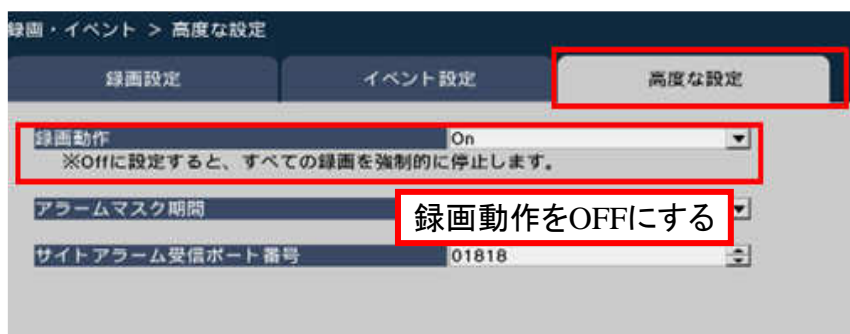 録画・イベント > 高度な設定
録画設定 イベント設定 高度な設定
録画動作 On
※Offに設定すると、すべての録画を強制的に停止します。
アラームマスク期間
録画動作をOFFにする
サイトアラーム受信ポート番号 01818